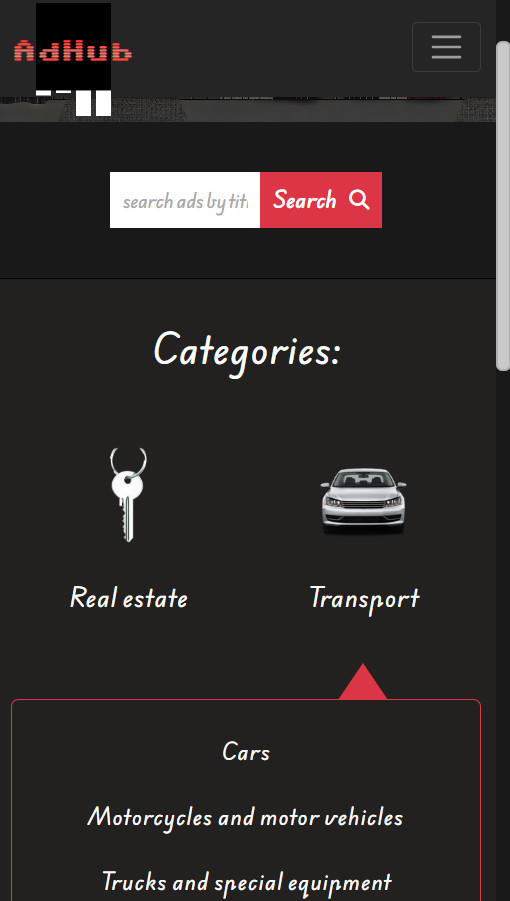 AdHub
search ads by tit
Search
Categories:
Real estate
Transport
Cars
Motorcycles and motor vehicles
Trucks and special equipment